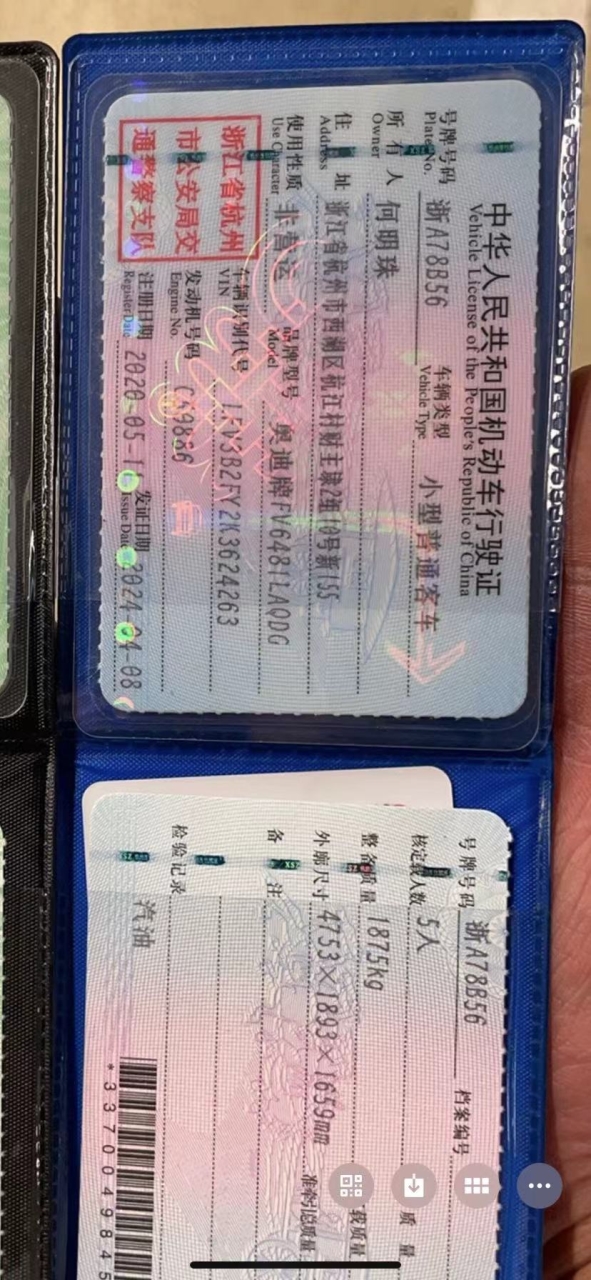 中华人民共和国机动车行驶证
Vehicle License of the People's Republic of China
号牌号码 浙A78B56 车辆类型 小型普通客车
Plate No. Vehicle Type
所有人 何明珠
Owner
住址 浙江省杭州市西湖区
Address
使用性质 非营运 品牌型号 奥迪牌FV6481LAQDG
Use Character Model
浙江省杭州
市公安局交
通警察支队
车辆识别代号 LFV3B2FY2K3624263
VIN
发动机号码 C69886
Engine No.
注册日期 2020-05-1 发证日期 2024-04-08
Register Date Issue Date
号牌号码 浙A78B56 档案编号
核定载人数 5人 质量
整备质量 1875kg 载质量
外廓尺寸 4753×1893×1659mm 准牵引总质量
备注
检验记录
汽油
*3370049845